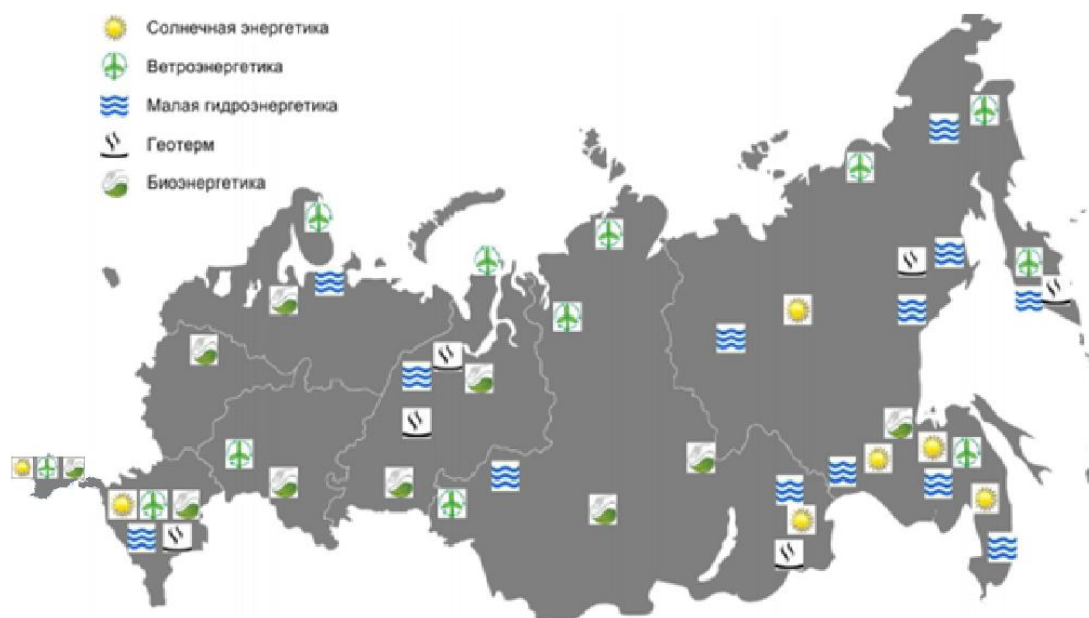 Солнечная энергетика
Ветроэнергетика
Малая гидроэнергетика
Геотерм
Биоэнергетика